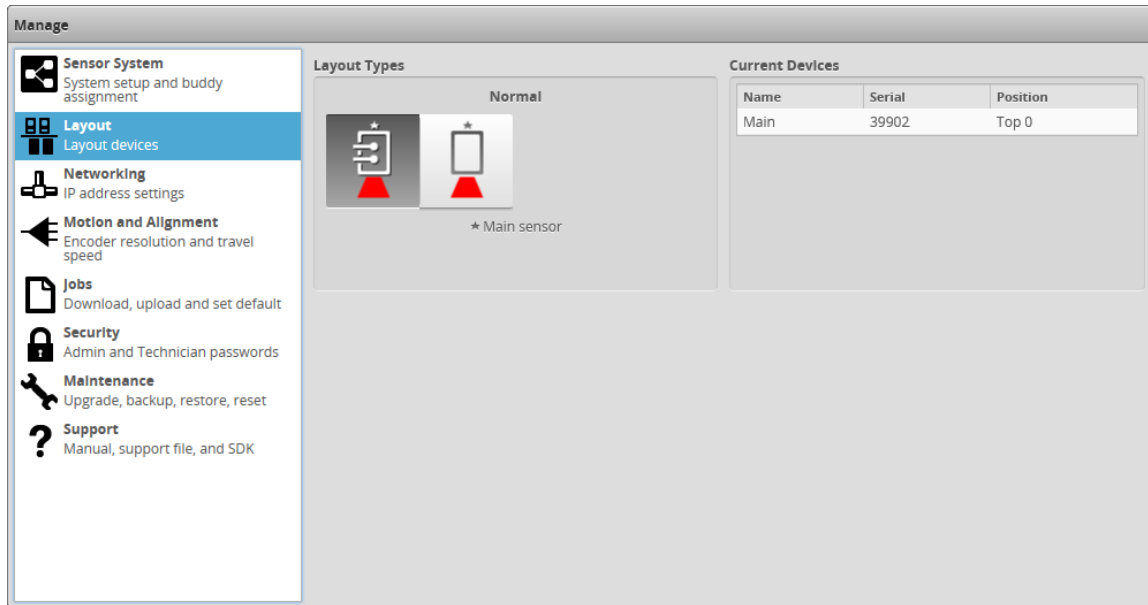 Manage
Sensor System
System setup and buddy
assignment
Layout
Layout devices
Networking
IP address settings
Motion and Alignment
Encoder resolution and travel
speed
Jobs
Download, upload and set default
Security
Admin and Technician passwords
Maintenance
Upgrade, backup, restore, reset
Support
Manual, support file, and SDK
Layout Types
Normal
★ Main sensor
Current Devices
Name Serial Position
Main 39902 Top 0